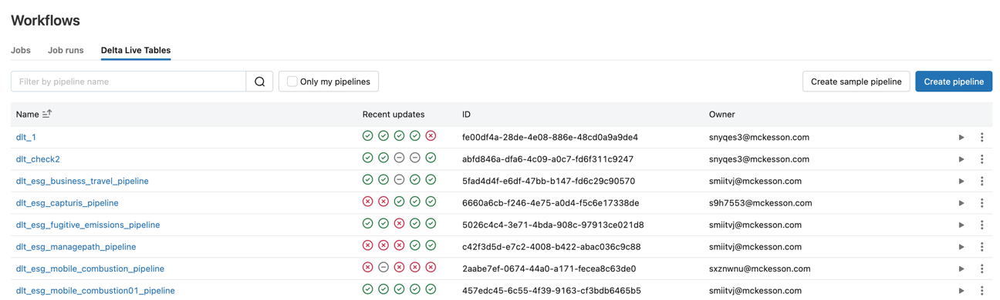 Workflows
Jobs Job runs Delta Live Tables
Filter by pipeline name Only my pipelines Create sample pipeline Create pipeline
Name Recent updates ID Owner
dlt_1 fe00df4a-28de-4e08-886e-48cd0a9a9de4 snyqes3@mckesson.com
dlt_check2 abfd846a-dfa6-4c09-a0c7-fd6f311c9247 snyqes3@mckesson.com
dlt_esg_business_travel_pipeline 5fad4d4f-e6df-47bb-b147-fd6c29c90570 smiitvj@mckesson.com
dlt_esg_capturis_pipeline 6660a6cb-f246-4e75-a0d4-f5c6e17338de s9h7553@mckesson.com
dlt_esg_fugitive_emissions_pipeline 5026c4c4-3e71-4bda-908c-97913ce021d8 smiitvj@mckesson.com
dlt_esg_managepath_pipeline c42f3d5d-e7c2-4008-b422-abac036c9c88 smiitvj@mckesson.com
dlt_esg_mobile_combustion_pipeline 2aabe7ef-0674-44a0-a171-fecea8c63de0 sxznwnu@mckesson.com
dlt_esg_mobile_combustion01_pipeline 457edc45-6c55-4f39-9163-cf3bdb6465b5 smiitvj@mckesson.com